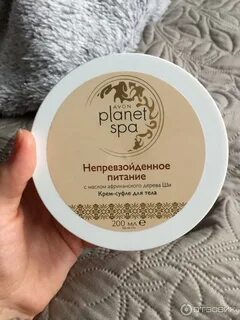 AVON
planet
spa
Непревзойденное
питание
с маслом африканского дерева Ши
Крем-суфле для тела
200 мл ℮